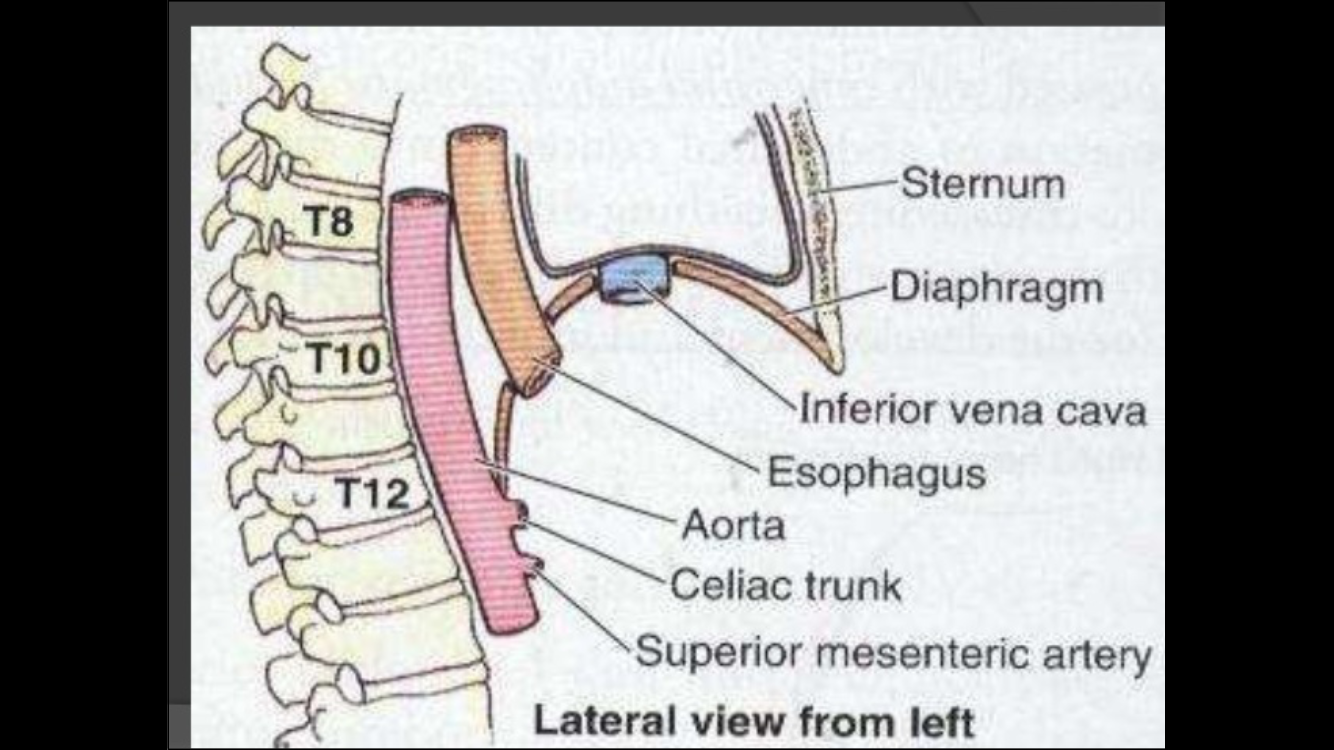 T8
T10
T12
Sternum
Diaphragm
Inferior vena cava
Esophagus
Aorta
Celiac trunk
Superior mesenteric artery
Lateral view from left